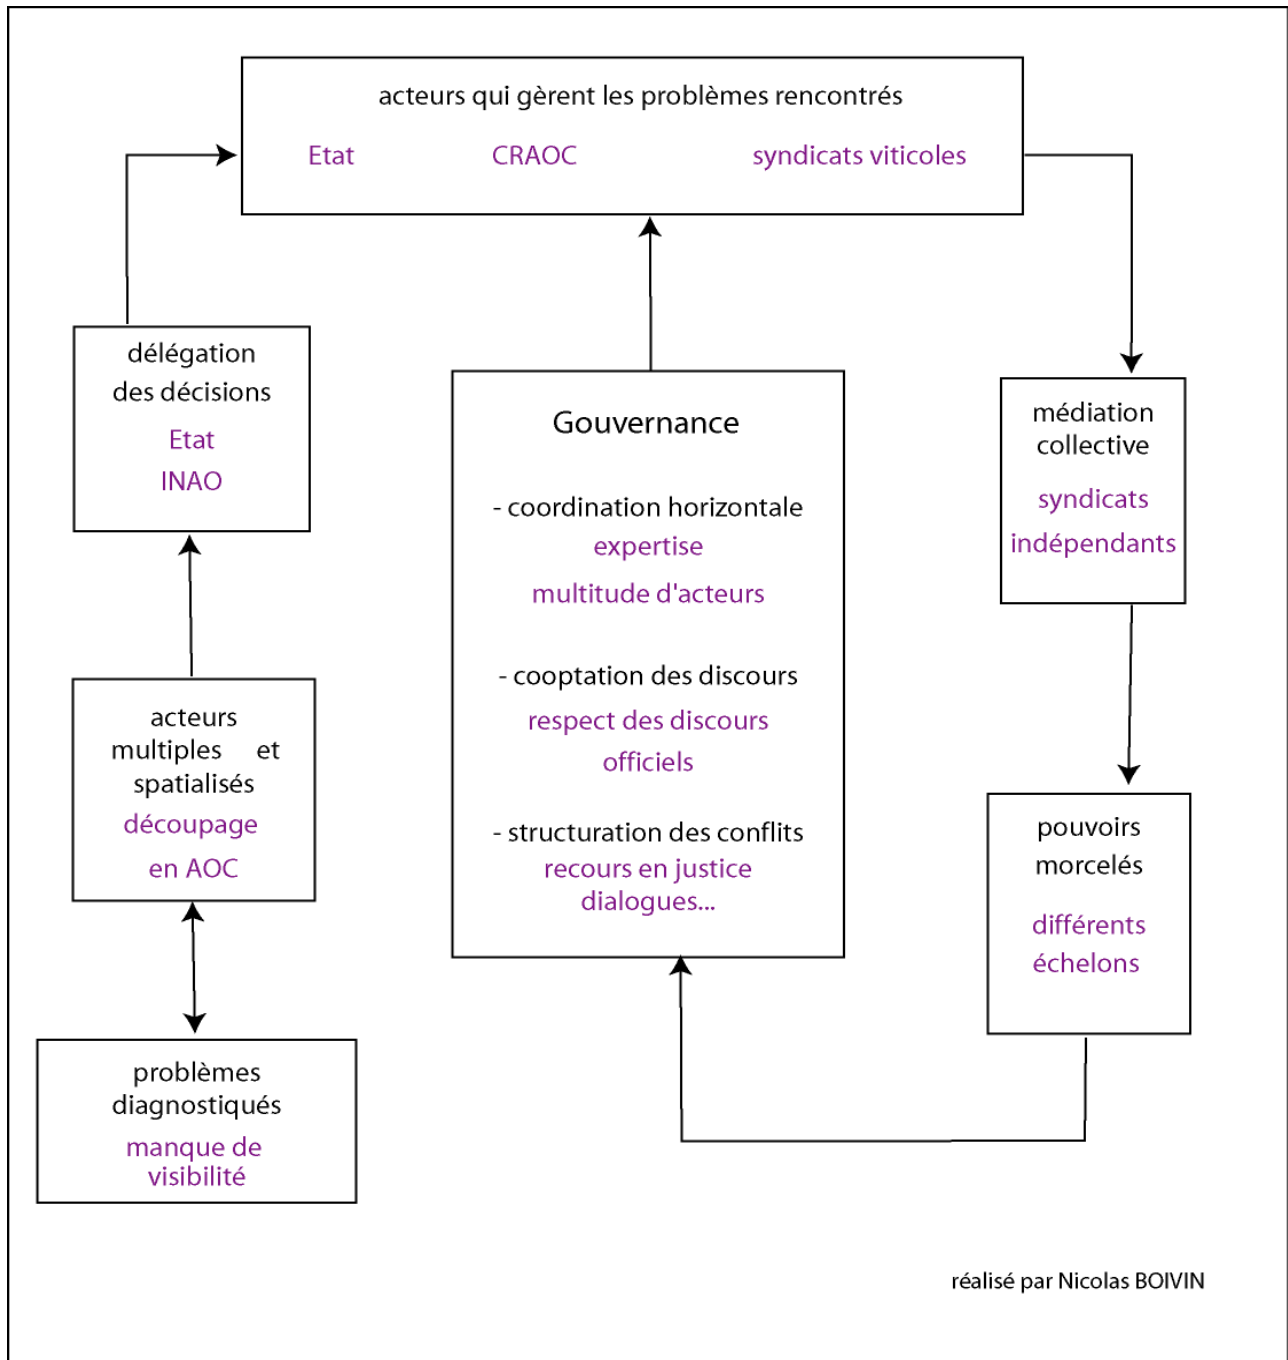 acteurs qui gèrent les problèmes rencontrés
Etat CRAOC syndicats viticoles
délégation
des décisions
Etat
INAO
acteurs
multiples et
spatialisés
découpage
en AOC
problèmes
diagnostiqués
manque de
visibilité
Gouvernance
- coordination horizontale
expertise
multitude d'acteurs
- cooptation des discours
respect des discours
officiels
- structuration des conflits
recours en justice
dialogues...
médiation
collective
syndicats
indépendants
pouvoirs
morcelés
différents
échelons
réalisé par Nicolas BOIVIN